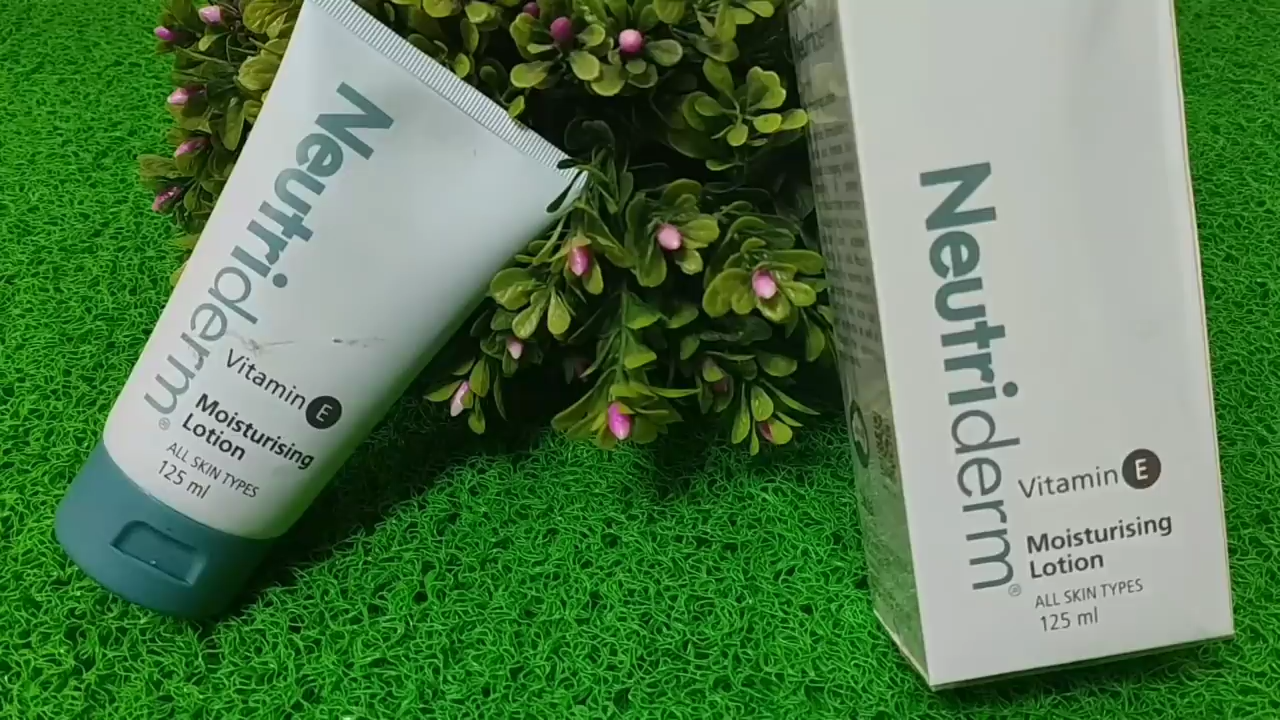 Neutriderm®
Vitamin E
Moisturising
Lotion
ALL SKIN TYPES
125 ml
Neutriderm®
Vitamin E
Moisturising
Lotion
ALL SKIN TYPES
125 ml